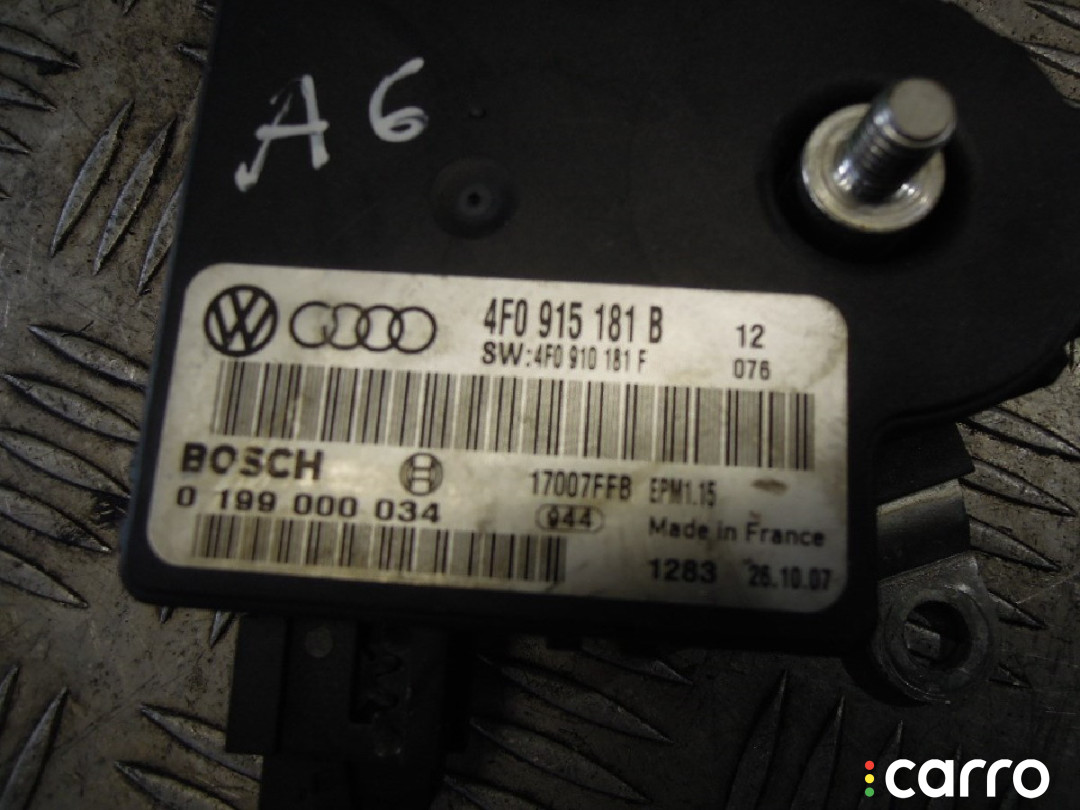 A6
4F0 915 181 B 12
SW:4F0 910 181 F 076
BOSCH 17007FFB EPM1.15
0 199 000 034 944 Made in France
1283 26.10.07
carro